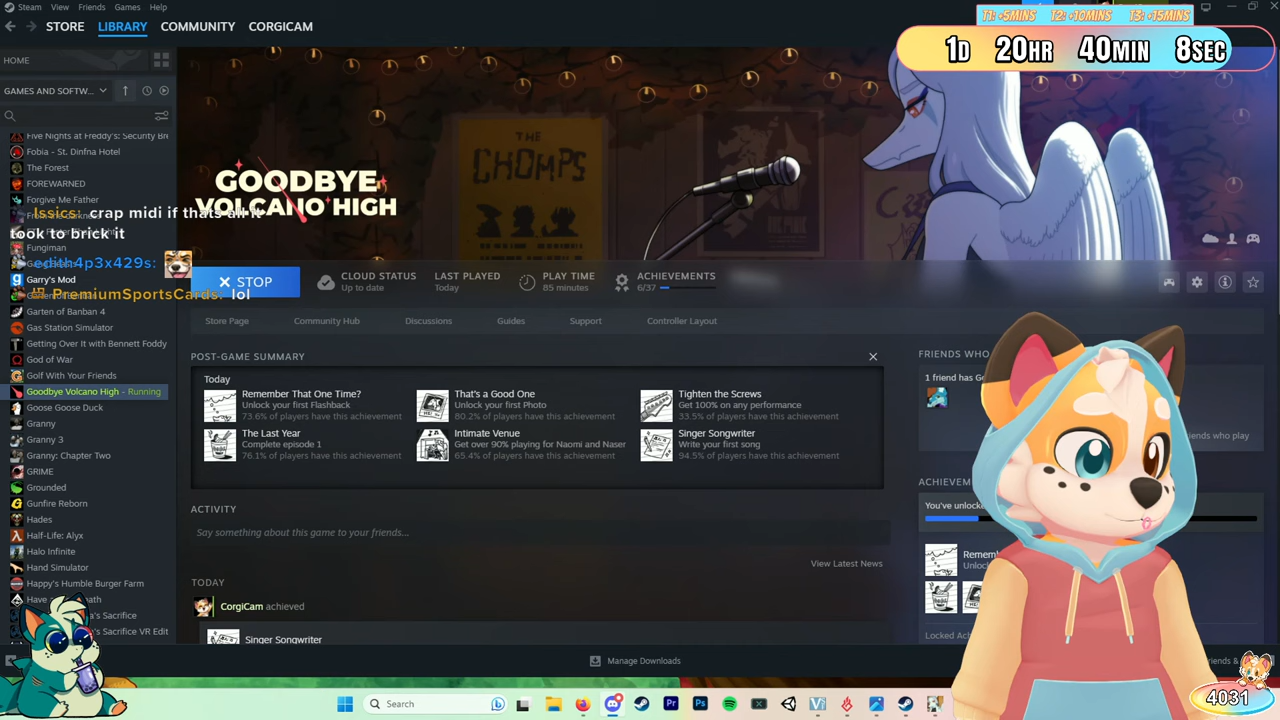 Steam View Friends Games Help
STORE LIBRARY COMMUNITY CORGICAM
T1: +5MINS T2: +10MINS T3: +15MINS
1D 20HR 40MIN 8SEC
HOME
GAMES AND SOFTW...
Five Nights at Freddy's: Security Br
Fobia - St. Dinfna Hotel
The Forest
FOREWARNED
Forgive Me Father
Issics: crap midi if thats all it
took to brick it
Fungiman
edith4p3x429s:
Garry's Mod
PremiumSportsCards: lol
Garten of Banban 4
Gas Station Simulator
Getting Over It with Bennett Foddy
God of War
Golf With Your Friends
Goodbye Volcano High - Running
Goose Goose Duck
Granny
Granny 3
Granny: Chapter Two
GRIME
Grounded
Gunfire Reborn
Hades
Half-Life: Alyx
Halo Infinite
Hand Simulator
Happy's Humble Burger Farm
's Sacrifice
's Sacrifice VR Edit
THE
CHOMPS
GOODBYE
VOLCANO HIGH
STOP
CLOUD STATUS
Up to date
LAST PLAYED
Today
PLAY TIME
85 minutes
ACHIEVEMENTS
6/37
Store Page Community Hub Discussions Guides Support Controller Layout
POST-GAME SUMMARY
Today
Remember That One Time?
Unlock your first Flashback
73.6% of players have this achievement
That's a Good One
Unlock your first Photo
80.2% of players have this achievement
Tighten the Screws
Get 100% on any performance
33.5% of players have this achievement
The Last Year
Complete episode 1
76.1% of players have this achievement
Intimate Venue
Get over 90% playing for Naomi and Naser
65.4% of players have this achievement
Singer Songwriter
Write your first song
94.5% of players have this achievement
ACTIVITY
Say something about this game to your friends...
View Latest News
TODAY
CorgiCam achieved
Singer Songwriter
FRIENDS WHO
1 friend has G
iends who play
ACHIEVEM
You've unlocke
Remem
Unloc
Locked Ach
Manage Downloads
riends &
Search
4031